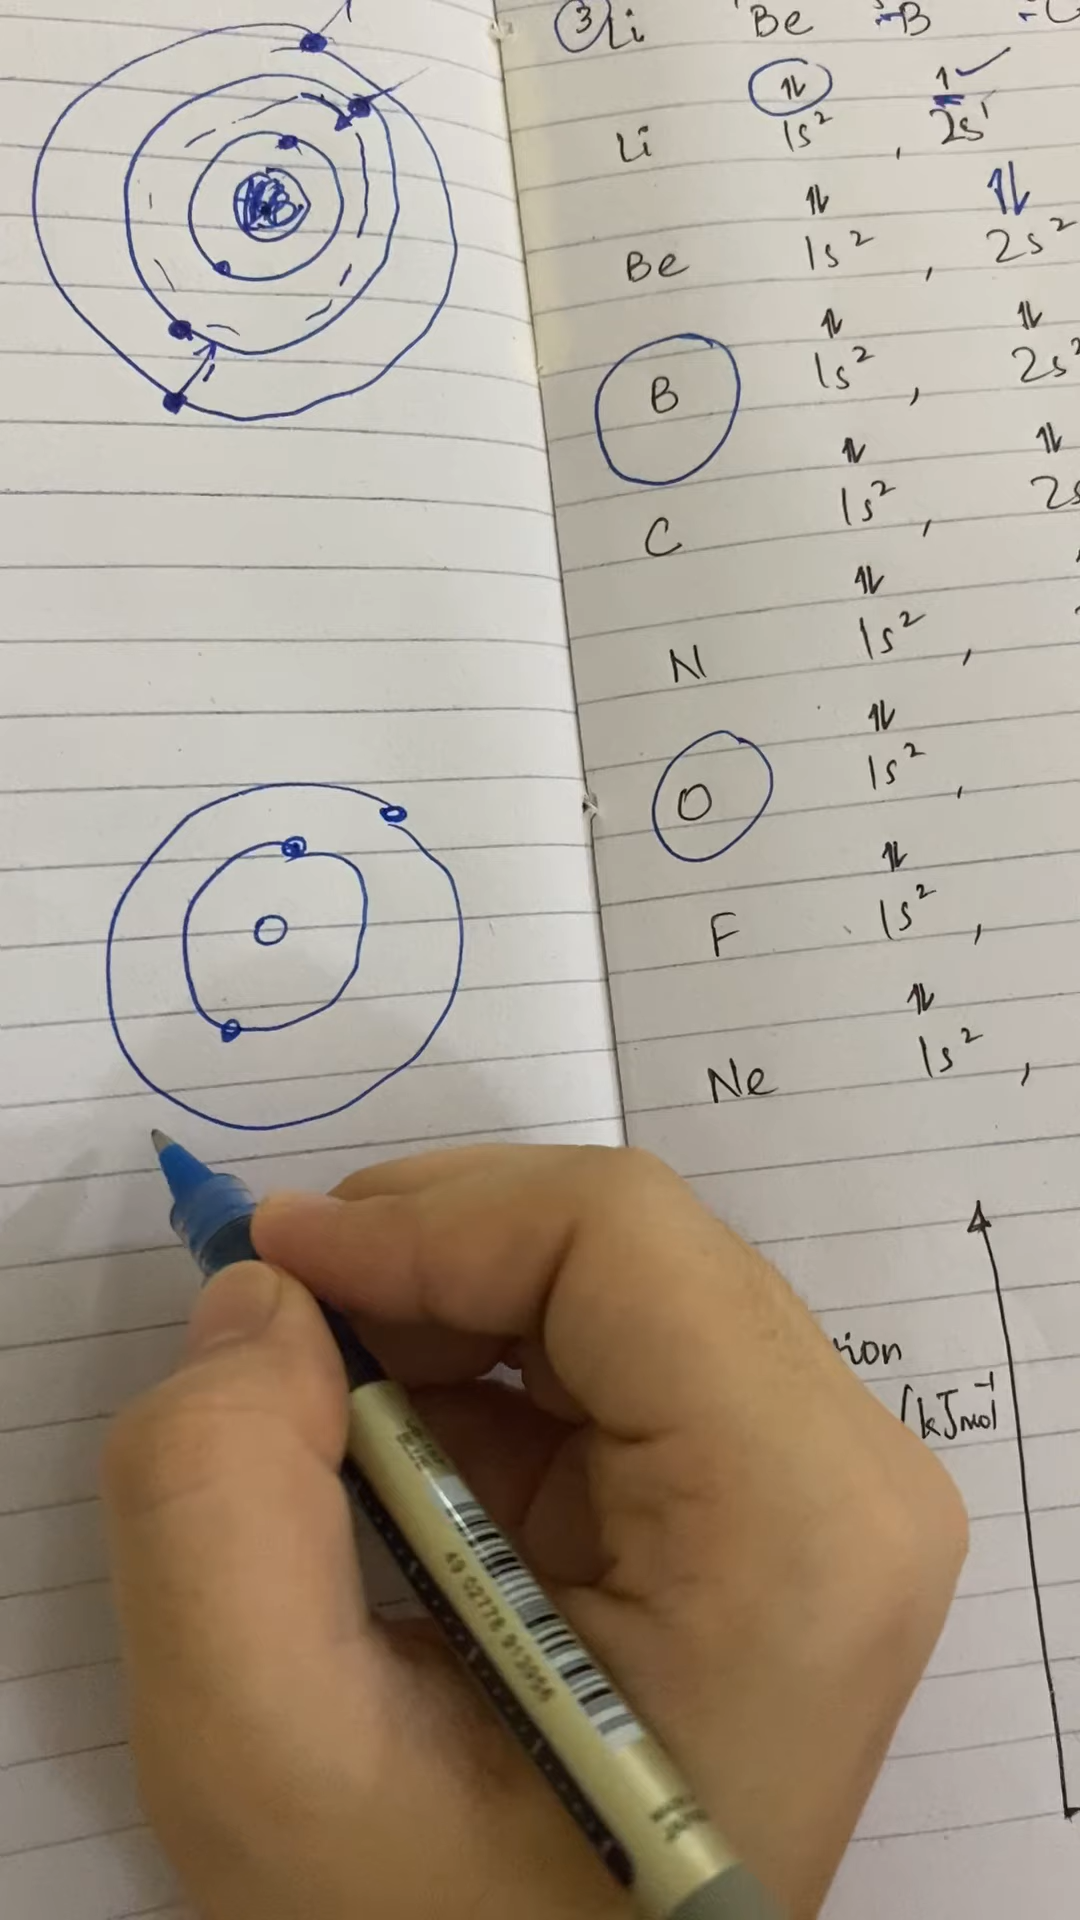 ③ Li Be B
⇅ 1 ✓
Li 1s² , 2s¹
⇅ ⇅
Be 1s² , 2s²
⇅ ⇅
B 1s² , 2s²
⇅ ⇅
C 1s² , 2s
⇅
N 1s² ,
⇅
O 1s² ,
⇅
F 1s² ,
⇅
Ne 1s² ,
/kJmol⁻¹